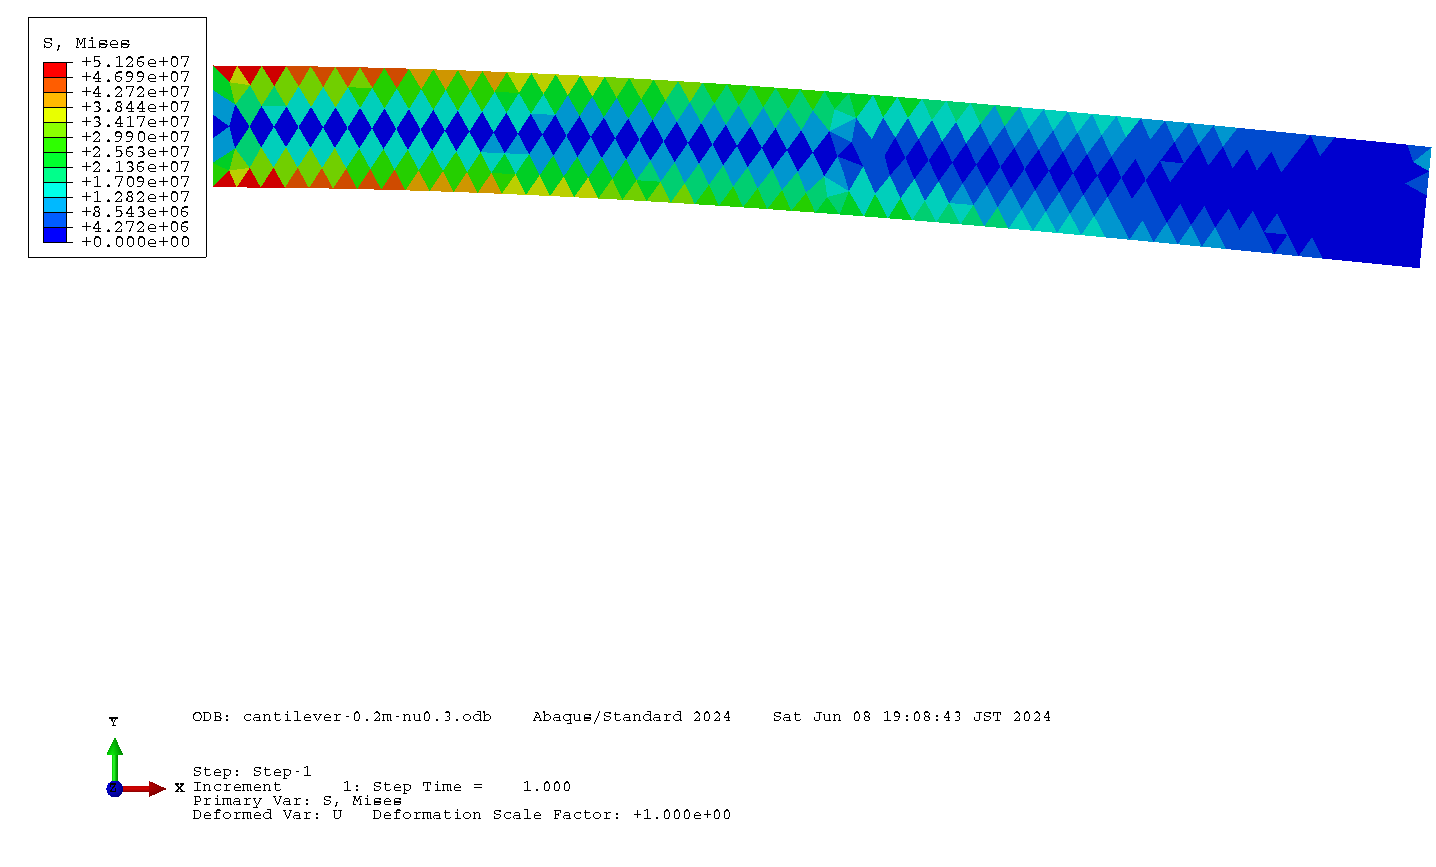 S, Mises
+5.126e+07
+4.699e+07
+4.272e+07
+3.844e+07
+3.417e+07
+2.990e+07
+2.563e+07
+2.136e+07
+1.709e+07
+1.282e+07
+8.543e+06
+4.272e+06
+0.000e+00
Y
X
ODB: cantilever-0.2m-nu0.3.odb Abaqus/Standard 2024 Sat Jun 08 19:08:43 JST 2024
Step: Step-1
Increment 1: Step Time = 1.000
Primary Var: S, Mises
Deformed Var: U Deformation Scale Factor: +1.000e+00